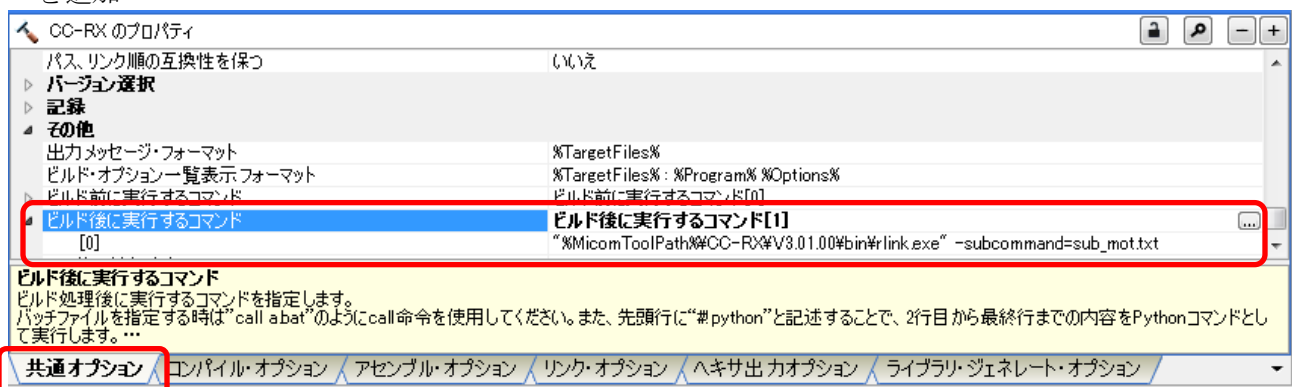 CC-RX のプロパティ
パス、リンク順の互換性を保つ いいえ
バージョン選択
記録
その他
出力メッセージ・フォーマット %TargetFiles%
ビルド・オプション一覧表示フォーマット %TargetFiles% : %Program% %Options%
ビルド前に実行するコマンド ビルド前に実行するコマンド[0]
ビルド後に実行するコマンド ビルド後に実行するコマンド[1] ...
[0] "%MicomToolPath%¥CC-RX¥V3.01.00¥bin¥rlink.exe" -subcommand=sub_mot.txt
ビルド後に実行するコマンド
ビルド処理後に実行するコマンドを指定します。
バッチファイルを指定する時は"call a.bat"のようにcall命令を使用してください。また、先頭行に"#!python"と記述することで、2行目から最終行までの内容をPythonコマンドとし
て実行します。…
共通オプション コンパイル・オプション アセンブル・オプション リンク・オプション ヘキサ出力オプション ライブラリ・ジェネレート・オプション